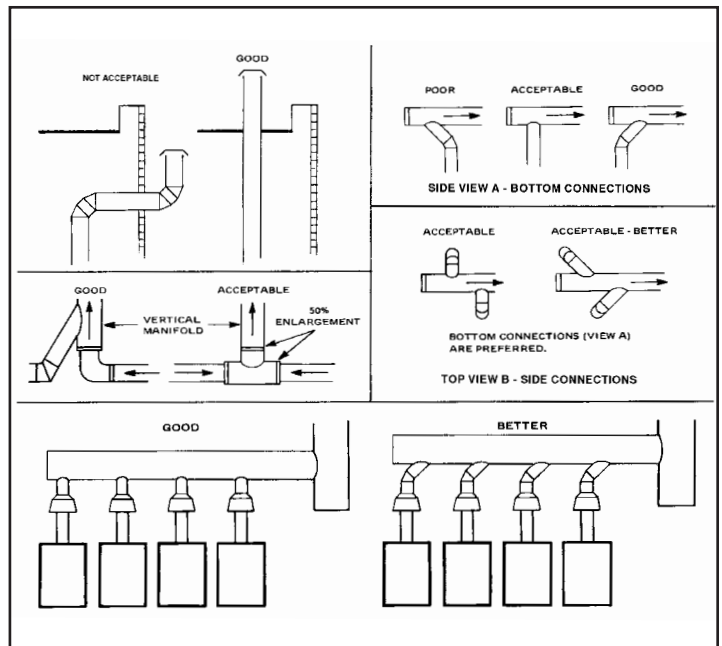 NOT ACCEPTABLE
GOOD
POOR
ACCEPTABLE
GOOD
SIDE VIEW A - BOTTOM CONNECTIONS
ACCEPTABLE
ACCEPTABLE - BETTER
BOTTOM CONNECTIONS (VIEW A)
ARE PREFERRED.
TOP VIEW B - SIDE CONNECTIONS
GOOD
VERTICAL
MANIFOLD
ACCEPTABLE
50%
ENLARGEMENT
GOOD
BETTER